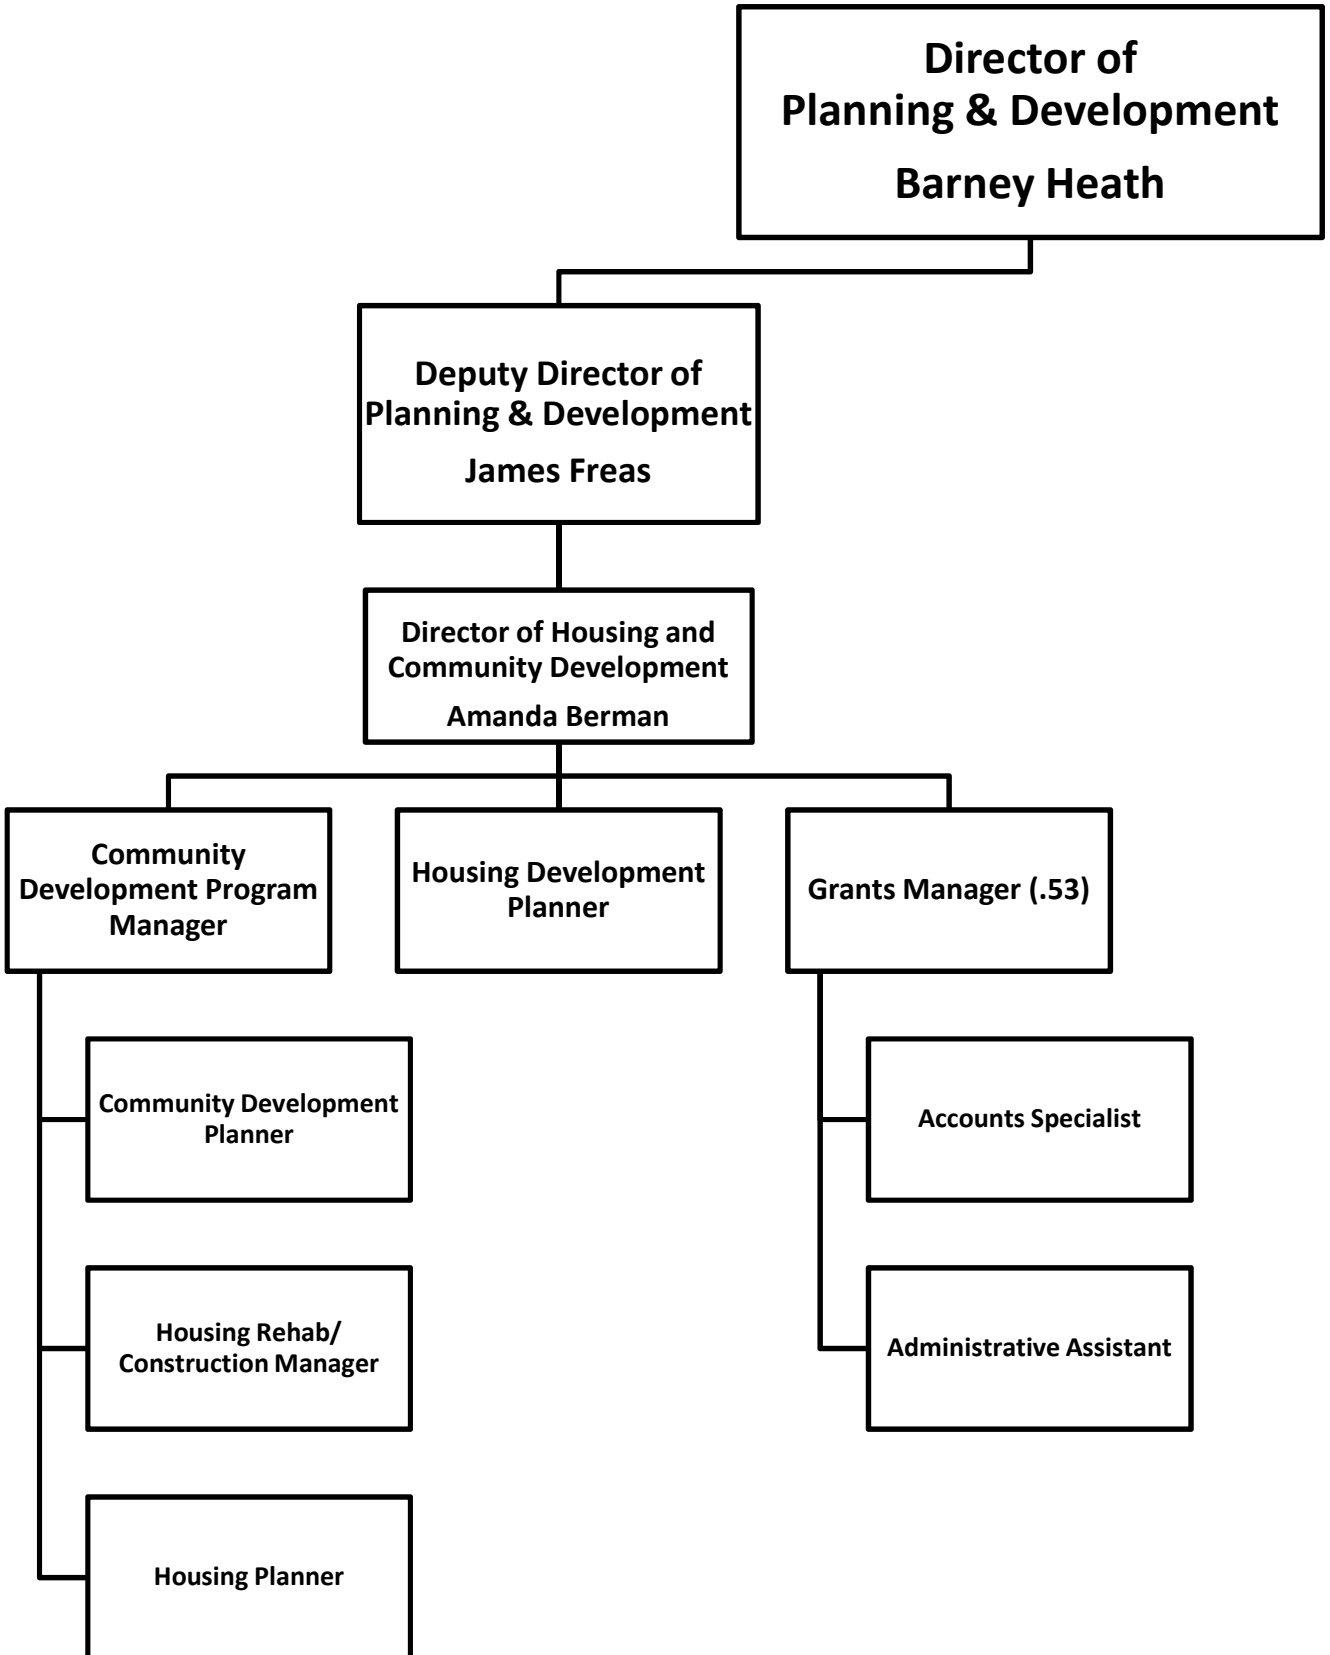 Director of
Planning & Development
Barney Heath
Deputy Director of
Planning & Development
James Freas
Director of Housing and
Community Development
Amanda Berman
Community
Development Program
Manager
Housing Development
Planner
Grants Manager (.53)
Community Development
Planner
Accounts Specialist
Housing Rehab/
Construction Manager
Administrative Assistant
Housing Planner